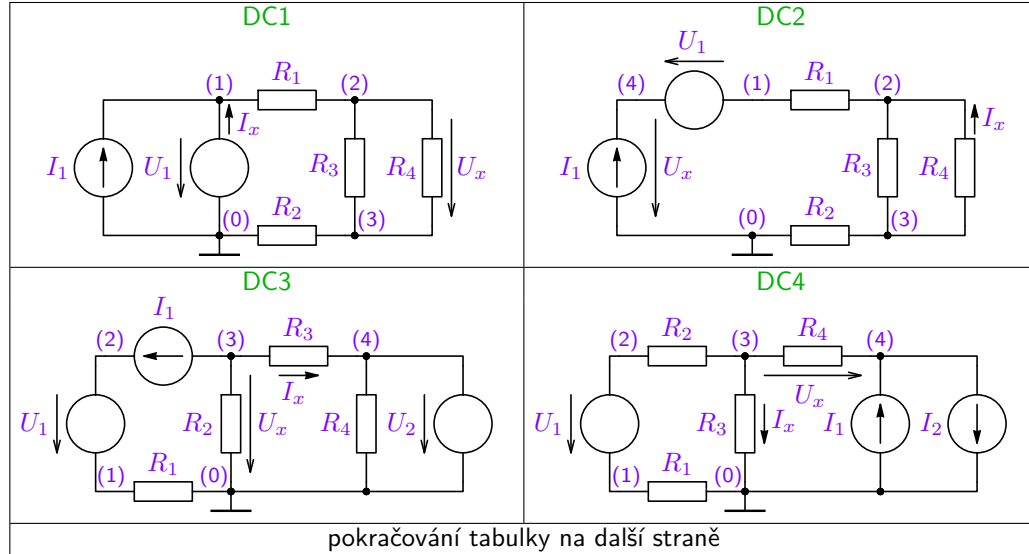 DC1
(1) R₁ (2)
Iₓ
I₁ U₁ R₃ R₄ Uₓ
(0) R₂ (3)
DC2
U₁
(4) (1) R₁ (2)
Iₓ
I₁ Uₓ R₃ R₄
(0) R₂ (3)
DC3
I₁
(2) (3) R₃ (4)
Iₓ
U₁ R₂ Uₓ R₄ U₂
(1) R₁ (0)
DC4
(2) R₂ (3) R₄ (4)
Uₓ
U₁ R₃ Iₓ I₁ I₂
(1) R₁ (0)
pokračování tabulky na další straně